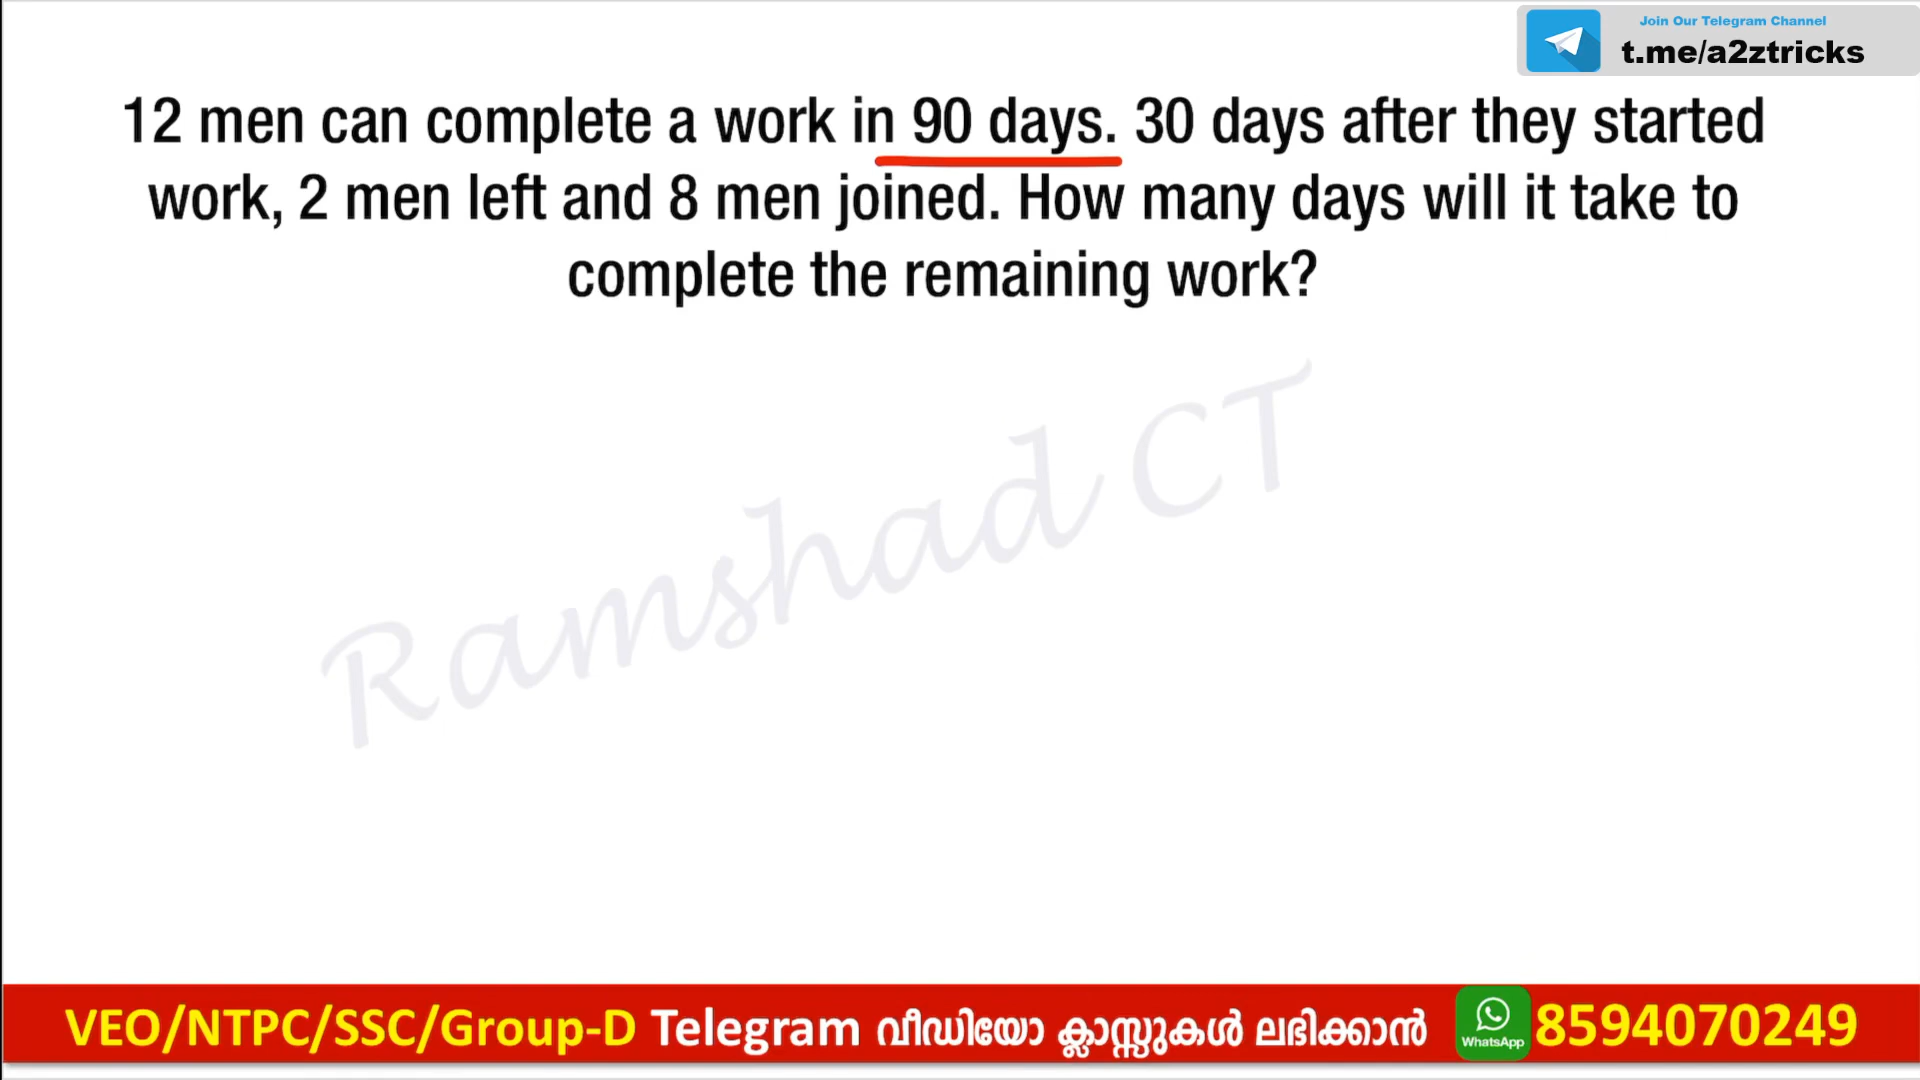 Join Our Telegram Channel
t.me/a2ztricks
12 men can complete a work in 90 days. 30 days after they started
work, 2 men left and 8 men joined. How many days will it take to
complete the remaining work?
Ramshad CT
VEO/NTPC/SSC/Group-D Telegram വീഡിയോ ക്ലാസ്സുകൾ ലഭിക്കാൻ WhatsApp 8594070249